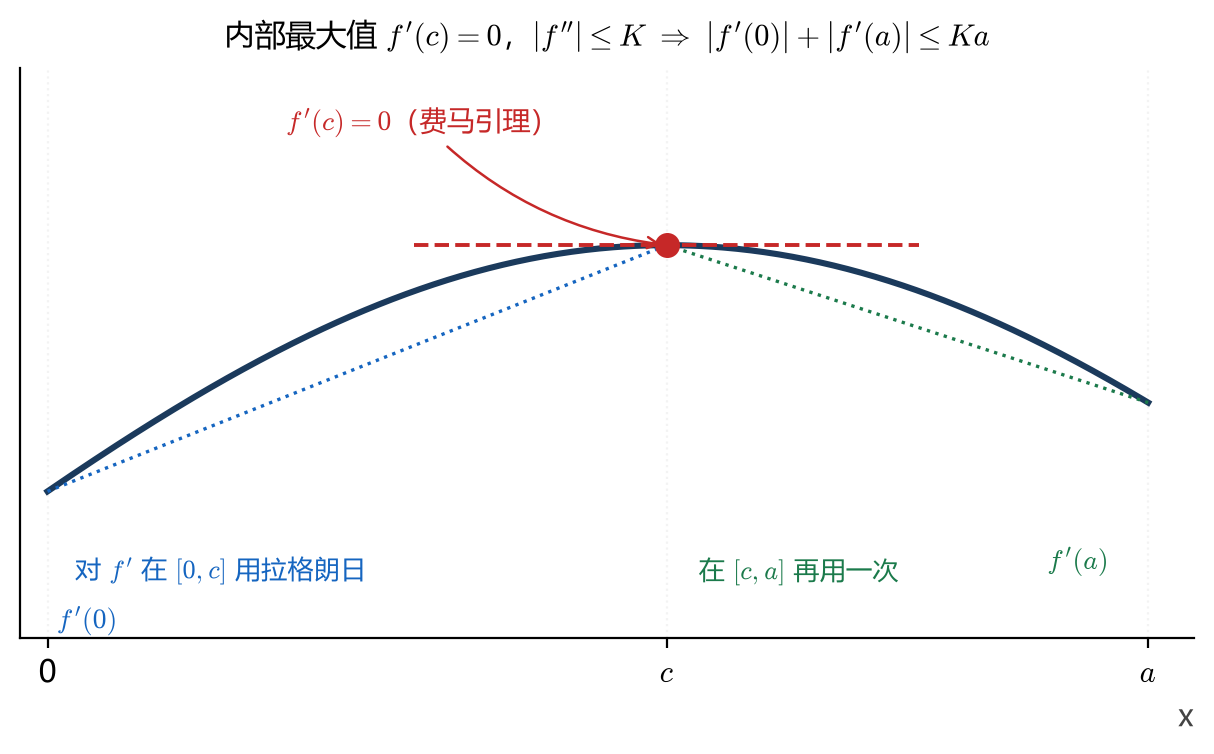 内部最大值 f′(c) = 0，|f″| ≤ K ⇒ |f′(0)| + |f′(a)| ≤ Ka
f′(c) = 0（费马引理）
对 f′ 在 [0, c] 用拉格朗日
在 [c, a] 再用一次
f′(a)
f′(0)
0
c
a
x